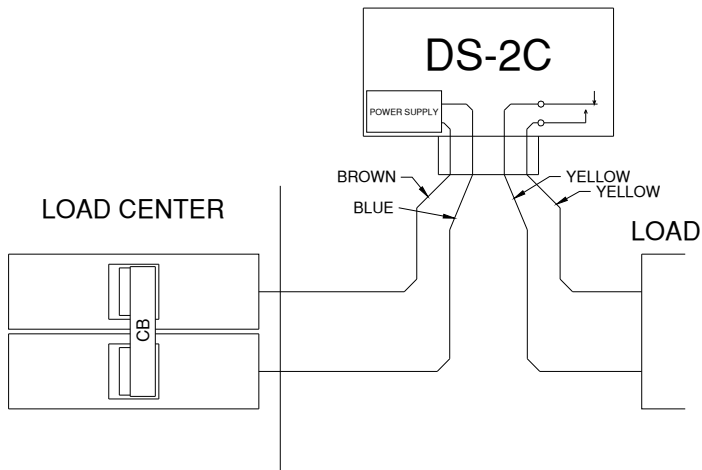 DS-2C
POWER SUPPLY
BROWN
YELLOW
YELLOW
BLUE
LOAD CENTER
LOAD
CB